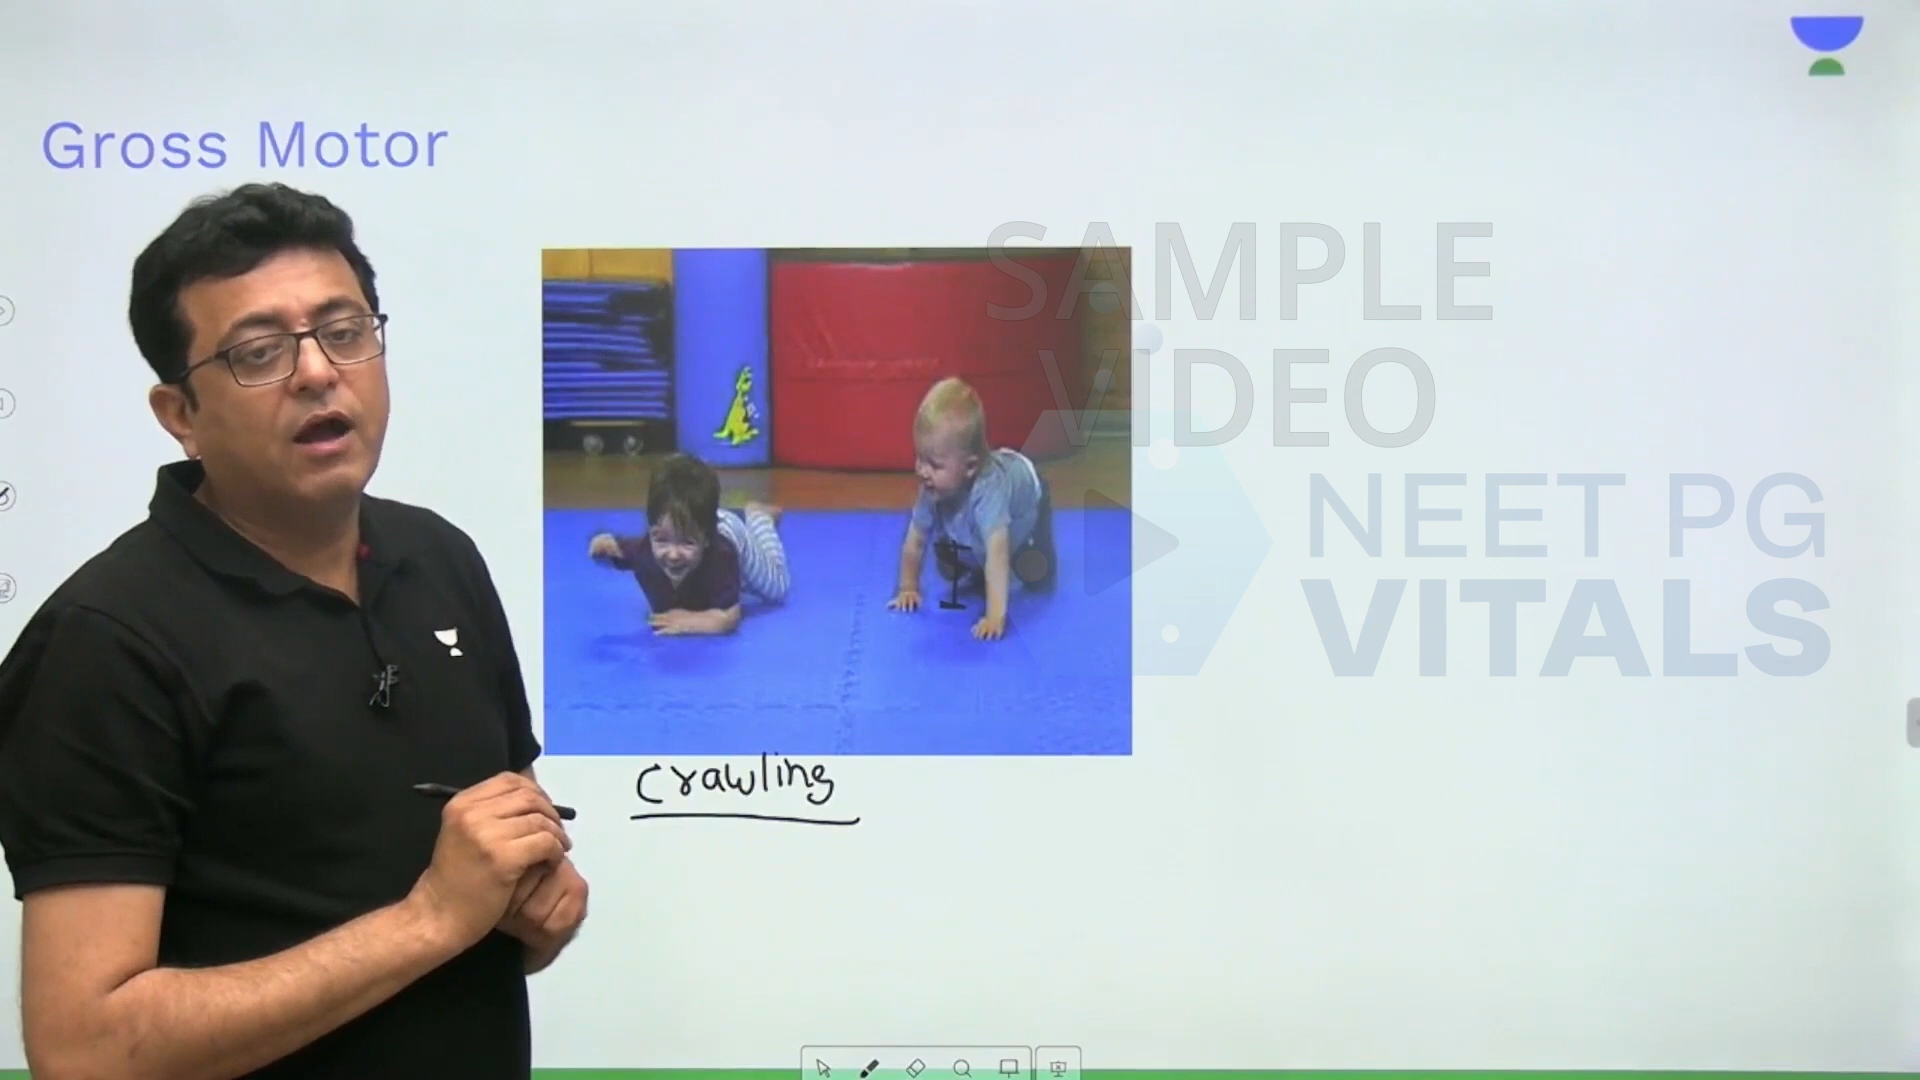 Gross Motor
SAMPLE
VIDEO
NEET PG
VITALS
Crawling